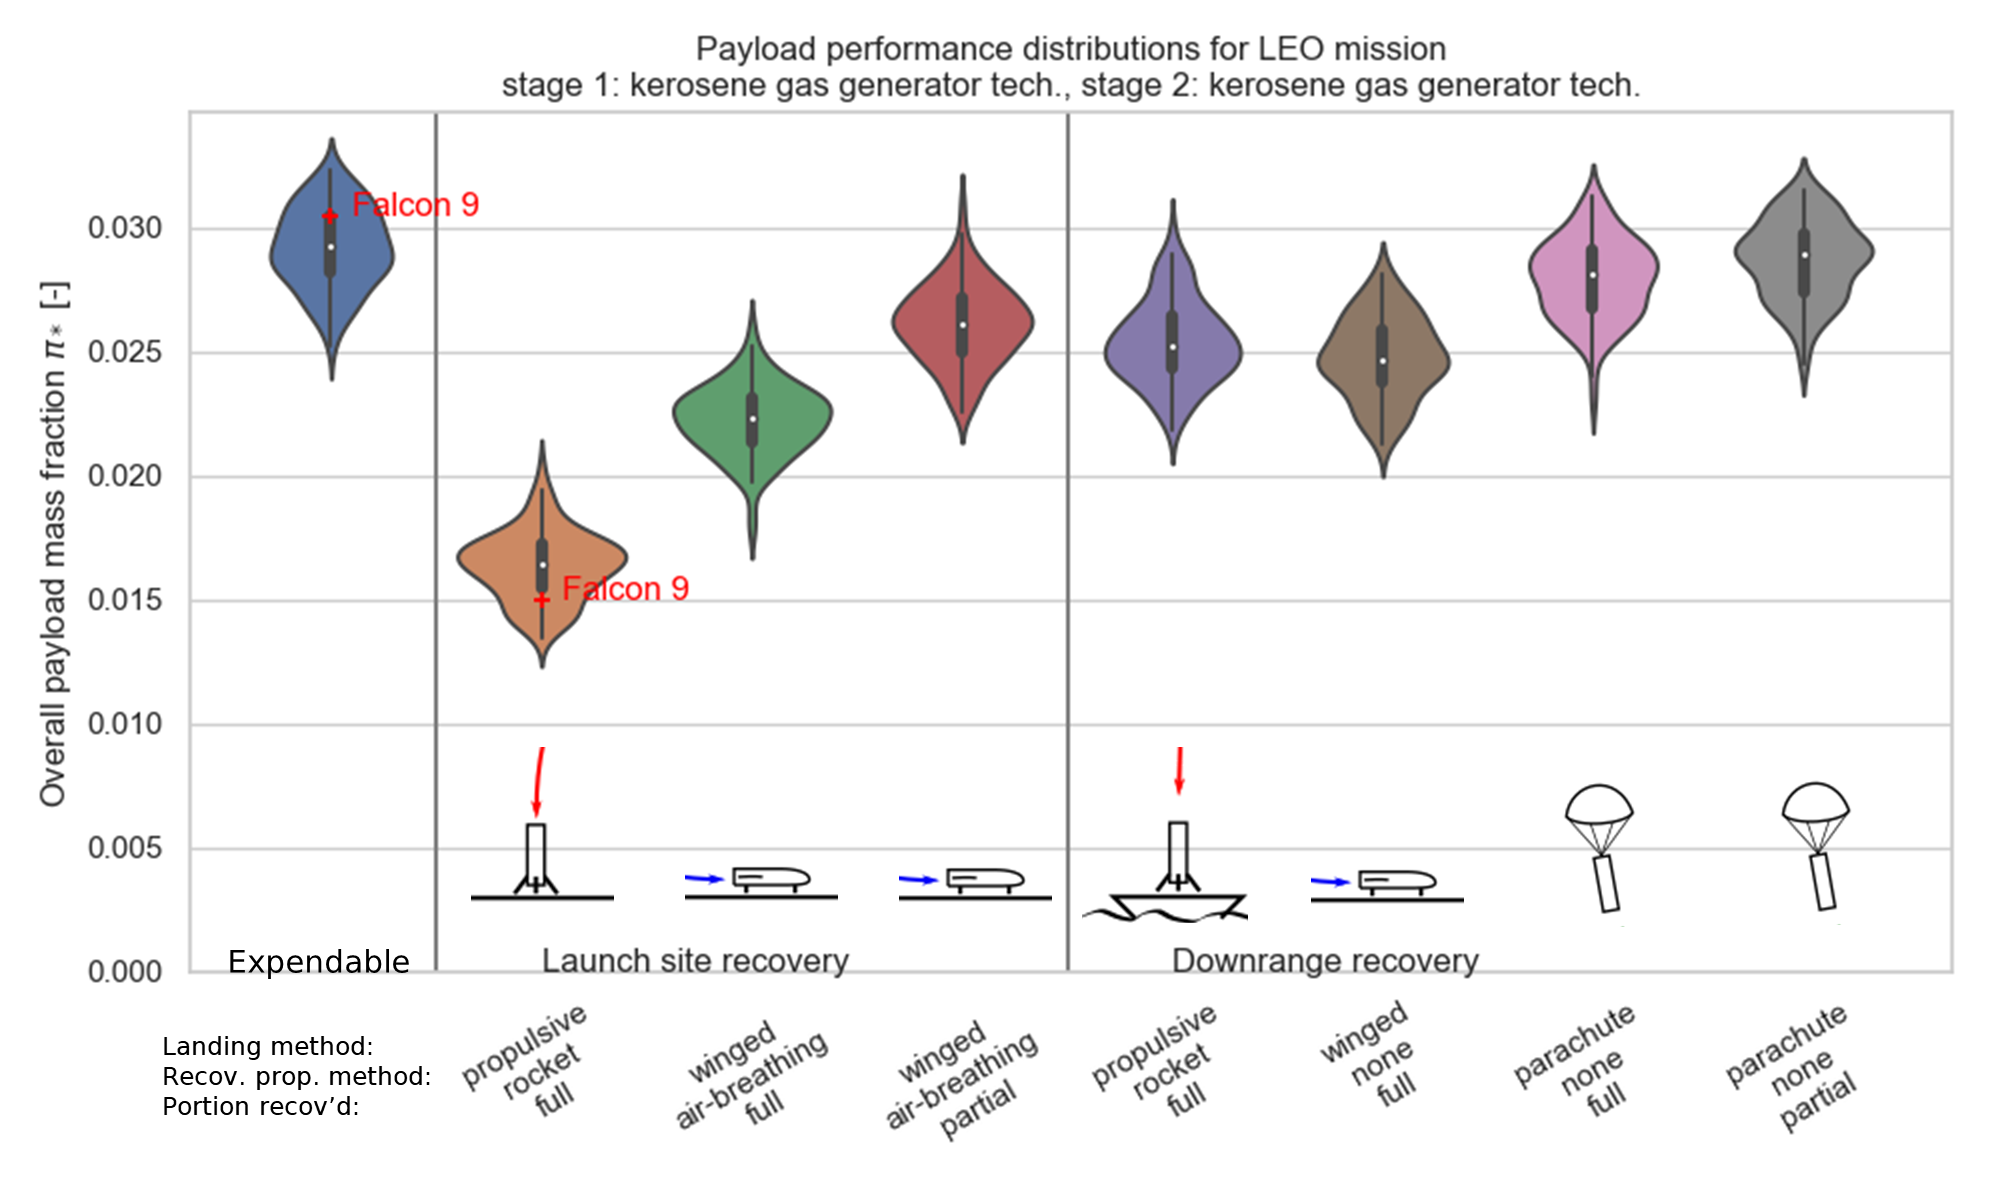 Payload performance distributions for LEO mission
stage 1: kerosene gas generator tech., stage 2: kerosene gas generator tech.
Overall payload mass fraction π* [-]
0.030
0.025
0.020
0.015
0.010
0.005
0.000
Falcon 9
Falcon 9
Expendable
Launch site recovery
Downrange recovery
Landing method:
Recov. prop. method:
Portion recov’d:
propulsive
rocket
full
winged
air-breathing
full
winged
air-breathing
partial
propulsive
rocket
full
winged
none
full
parachute
none
full
parachute
none
partial